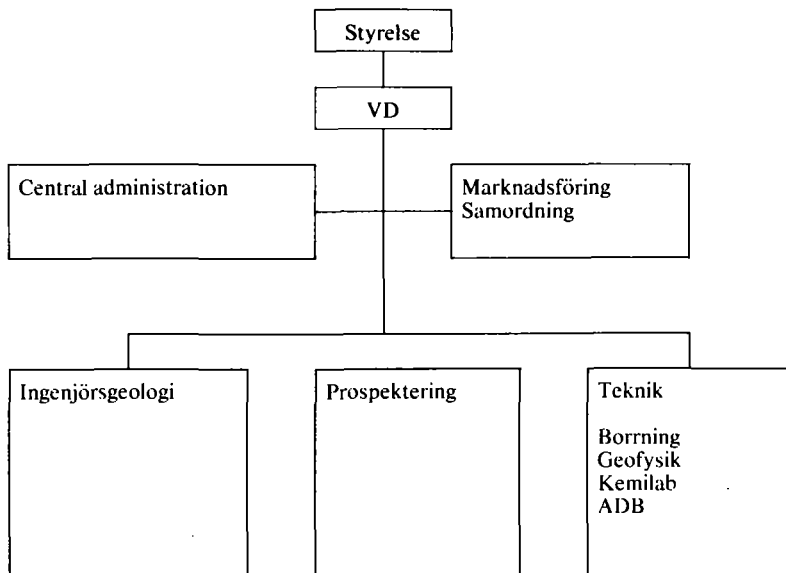 Styrelse
VD
Central administration
Marknadsföring
Samordning
Ingenjörsgeologi
Prospektering
Teknik
Borrning
Geofysik
Kemilab
ADB